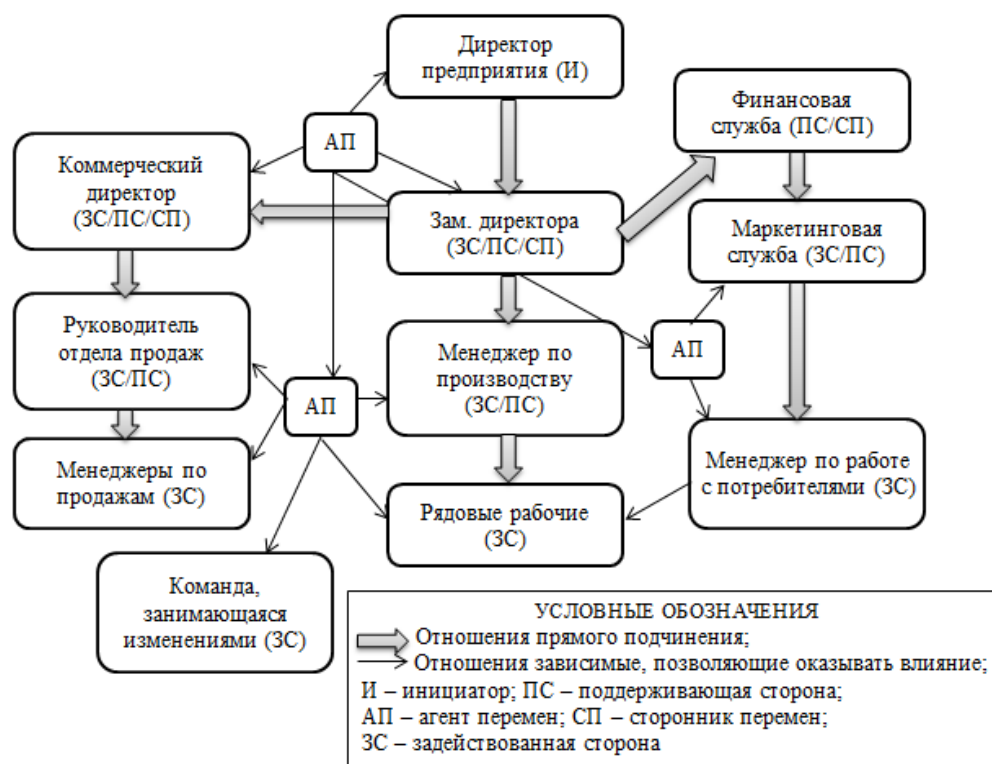 Директор
предприятия (И)
Финансовая
служба (ПС/СП)
АП
Коммерческий
директор
(ЗС/ПС/СП)
Зам. директора
(ЗС/ПС/СП)
Маркетинговая
служба (ЗС/ПС)
Руководитель
отдела продаж
(ЗС/ПС)
АП
Менеджер по
производству
(ЗС/ПС)
АП
Менеджеры по
продажам (ЗС)
Рядовые рабочие
(ЗС)
Менеджер по работе
с потребителями (ЗС)
Команда,
занимающаяся
изменениями (ЗС)
УСЛОВНЫЕ ОБОЗНАЧЕНИЯ
Отношения прямого подчинения;
Отношения зависимые, позволяющие оказывать влияние;
И – инициатор; ПС – поддерживающая сторона;
АП – агент перемен; СП – сторонник перемен;
ЗС – задействованная сторона